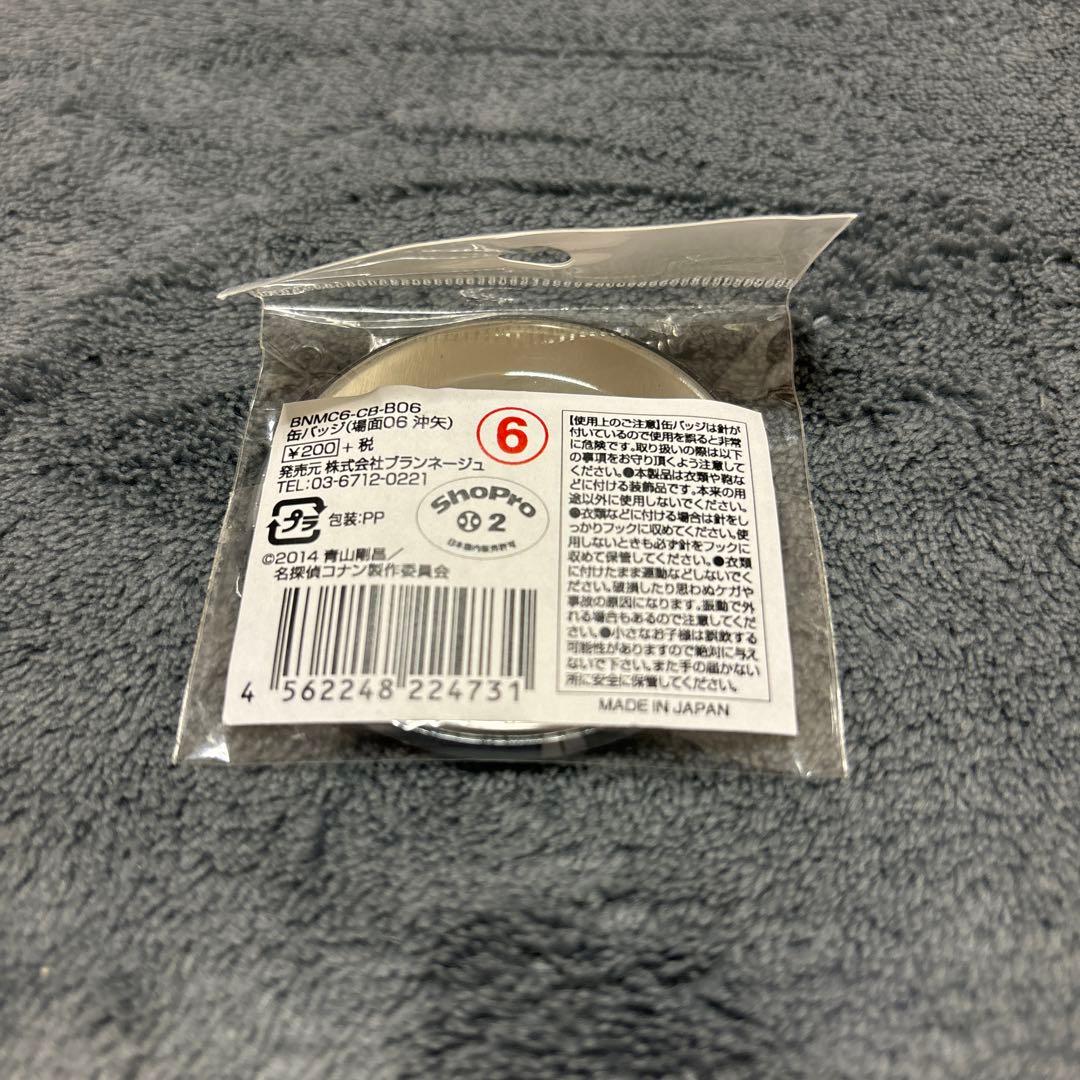 BNMC6-CB-B06
缶バッジ(場面06 沖矢)
¥200+税
発売元 株式会社ブランネージュ
TEL:03-6712-0221
プラ
包装:PP
©2014 青山剛昌/
名探偵コナン製作委員会
4 562248 224731
6
ShoPro
2
日本国内販売許可
【使用上のご注意】缶バッジは針が
付いているので使用を誤ると非常
に危険です。取り扱いの際は以下
の事項をお守り頂くよう注意して
ください。●本製品は衣類や鞄な
どに付ける装飾品です。本来の用
途以外に使用しないでください。
●衣類などに付ける場合は針をし
っかりフックに収めてください。使
用しないときも必ず針をフックに
収めて保管してください。●衣類
に付けたまま運動などしないでく
ださい。破損したり思わぬケガや
事故の原因になります。振動で外
れる場合もあるので注意してくだ
さい。●小さなお子様は誤飲する
可能性がありますので絶対に与え
ないで下さい。また手の届かない
所に安全に保管してください。
MADE IN JAPAN